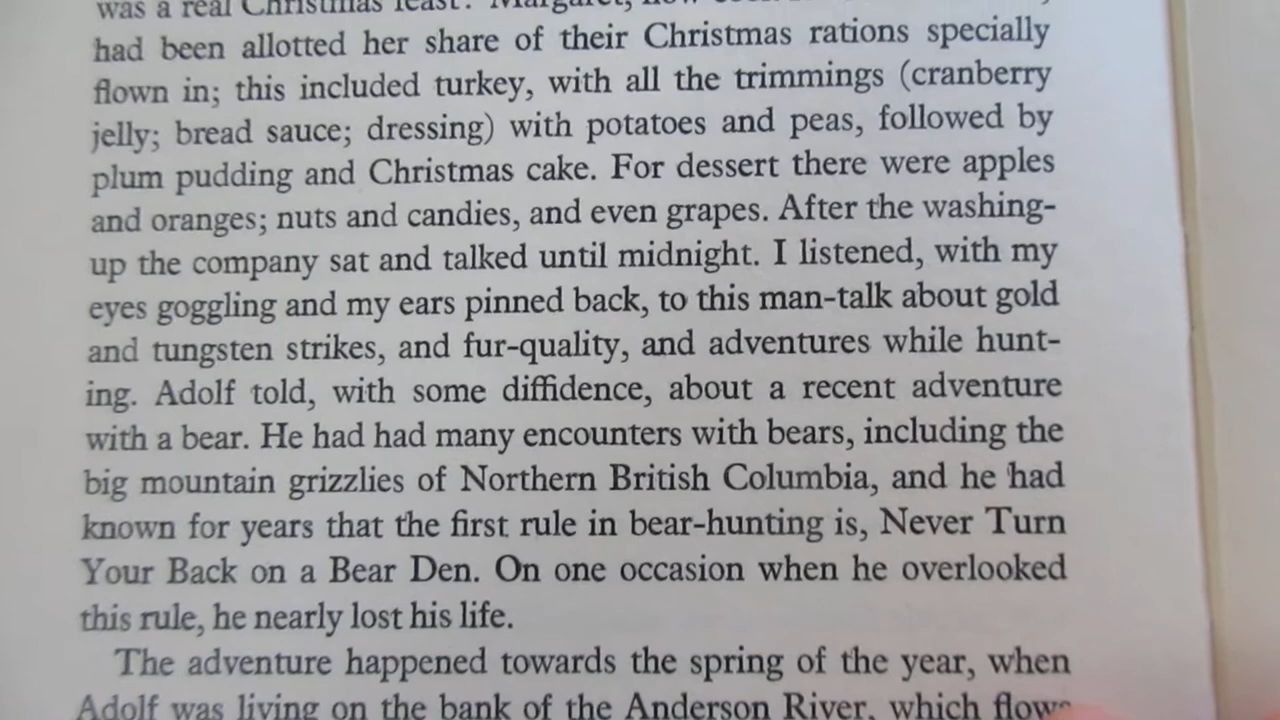 was a real Christmas feast. Margaret,
had been allotted her share of their Christmas rations specially
flown in; this included turkey, with all the trimmings (cranberry
jelly; bread sauce; dressing) with potatoes and peas, followed by
plum pudding and Christmas cake. For dessert there were apples
and oranges; nuts and candies, and even grapes. After the washing-
up the company sat and talked until midnight. I listened, with my
eyes goggling and my ears pinned back, to this man-talk about gold
and tungsten strikes, and fur-quality, and adventures while hunt-
ing. Adolf told, with some diffidence, about a recent adventure
with a bear. He had had many encounters with bears, including the
big mountain grizzlies of Northern British Columbia, and he had
known for years that the first rule in bear-hunting is, Never Turn
Your Back on a Bear Den. On one occasion when he overlooked
this rule, he nearly lost his life.
The adventure happened towards the spring of the year, when
Adolf was living on the bank of the Anderson River, which flows